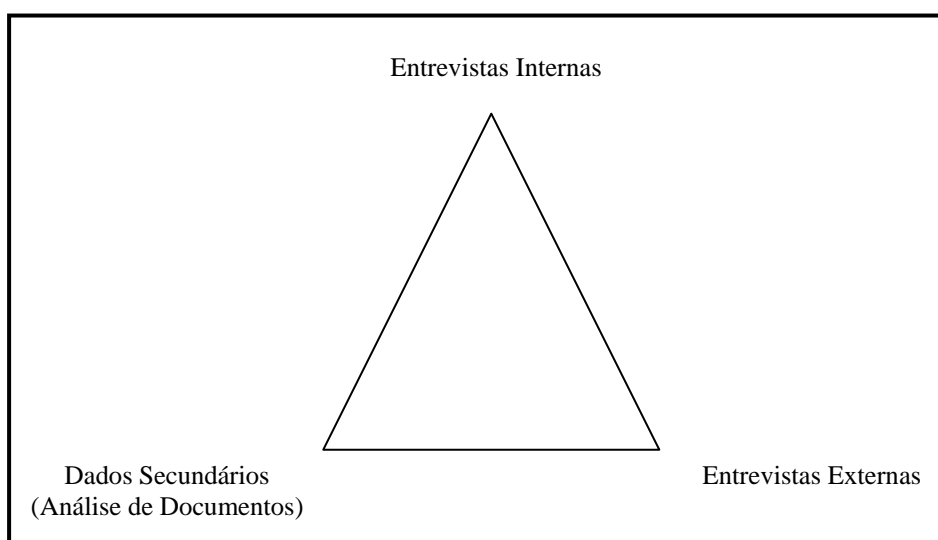 Entrevistas Internas
Dados Secundários
(Análise de Documentos)
Entrevistas Externas